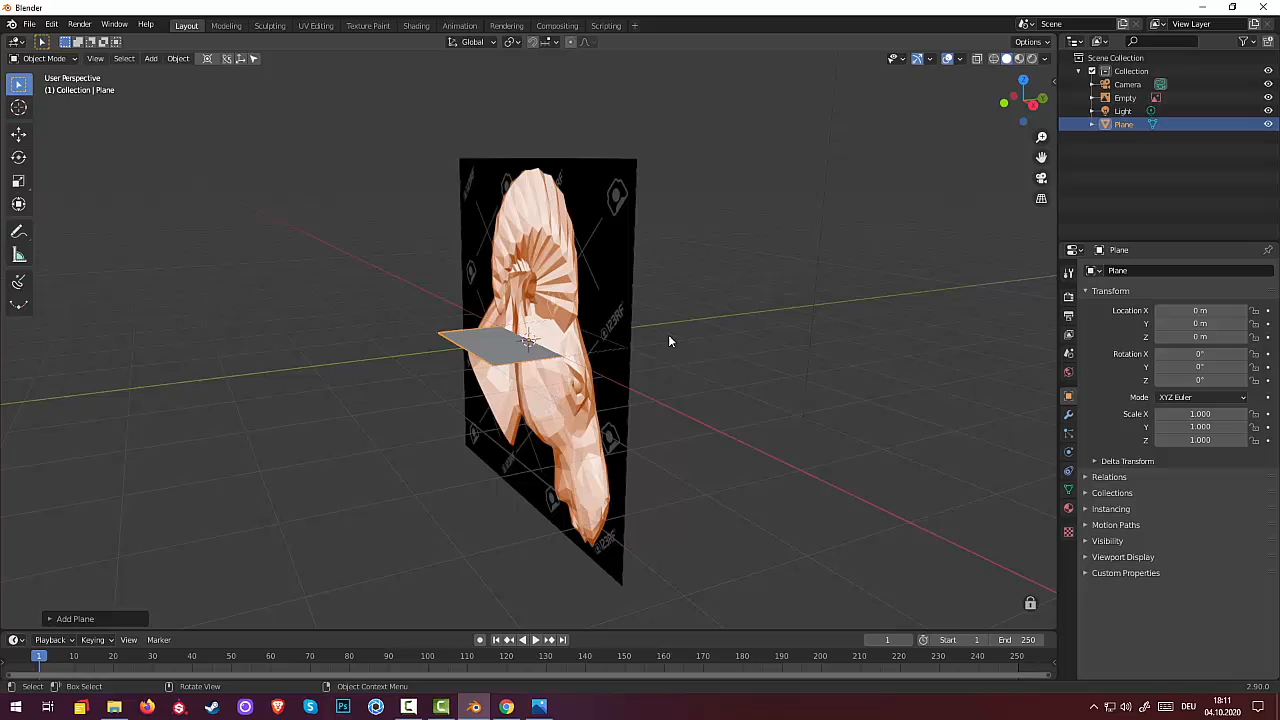 Blender
File Edit Render Window Help
Layout Modeling Sculpting UV Editing Texture Paint Shading Animation Rendering Compositing Scripting +
Scene
View Layer
Global
Options
Object Mode View Select Add Object
User Perspective
(1) Collection | Plane
Add Plane
Scene Collection
Collection
Camera
Empty
Light
Plane
Plane
Plane
Transform
Location X 0 m
Y 0 m
Z 0 m
Rotation X 0°
Y 0°
Z 0°
Mode XYZ Euler
Scale X 1.000
Y 1.000
Z 1.000
Delta Transform
Relations
Collections
Instancing
Motion Paths
Visibility
Viewport Display
Custom Properties
123RF
123RF
Playback Keying View Marker
1 Start 1 End 250
1 10 20 30 40 50 60 70 80 90 100 110 120 130 140 150 160 170 180 190 200 210 220 230 240 250
Select Box Select Rotate View Object Context Menu 2.90.0
DEU 18:11
04.10.2020